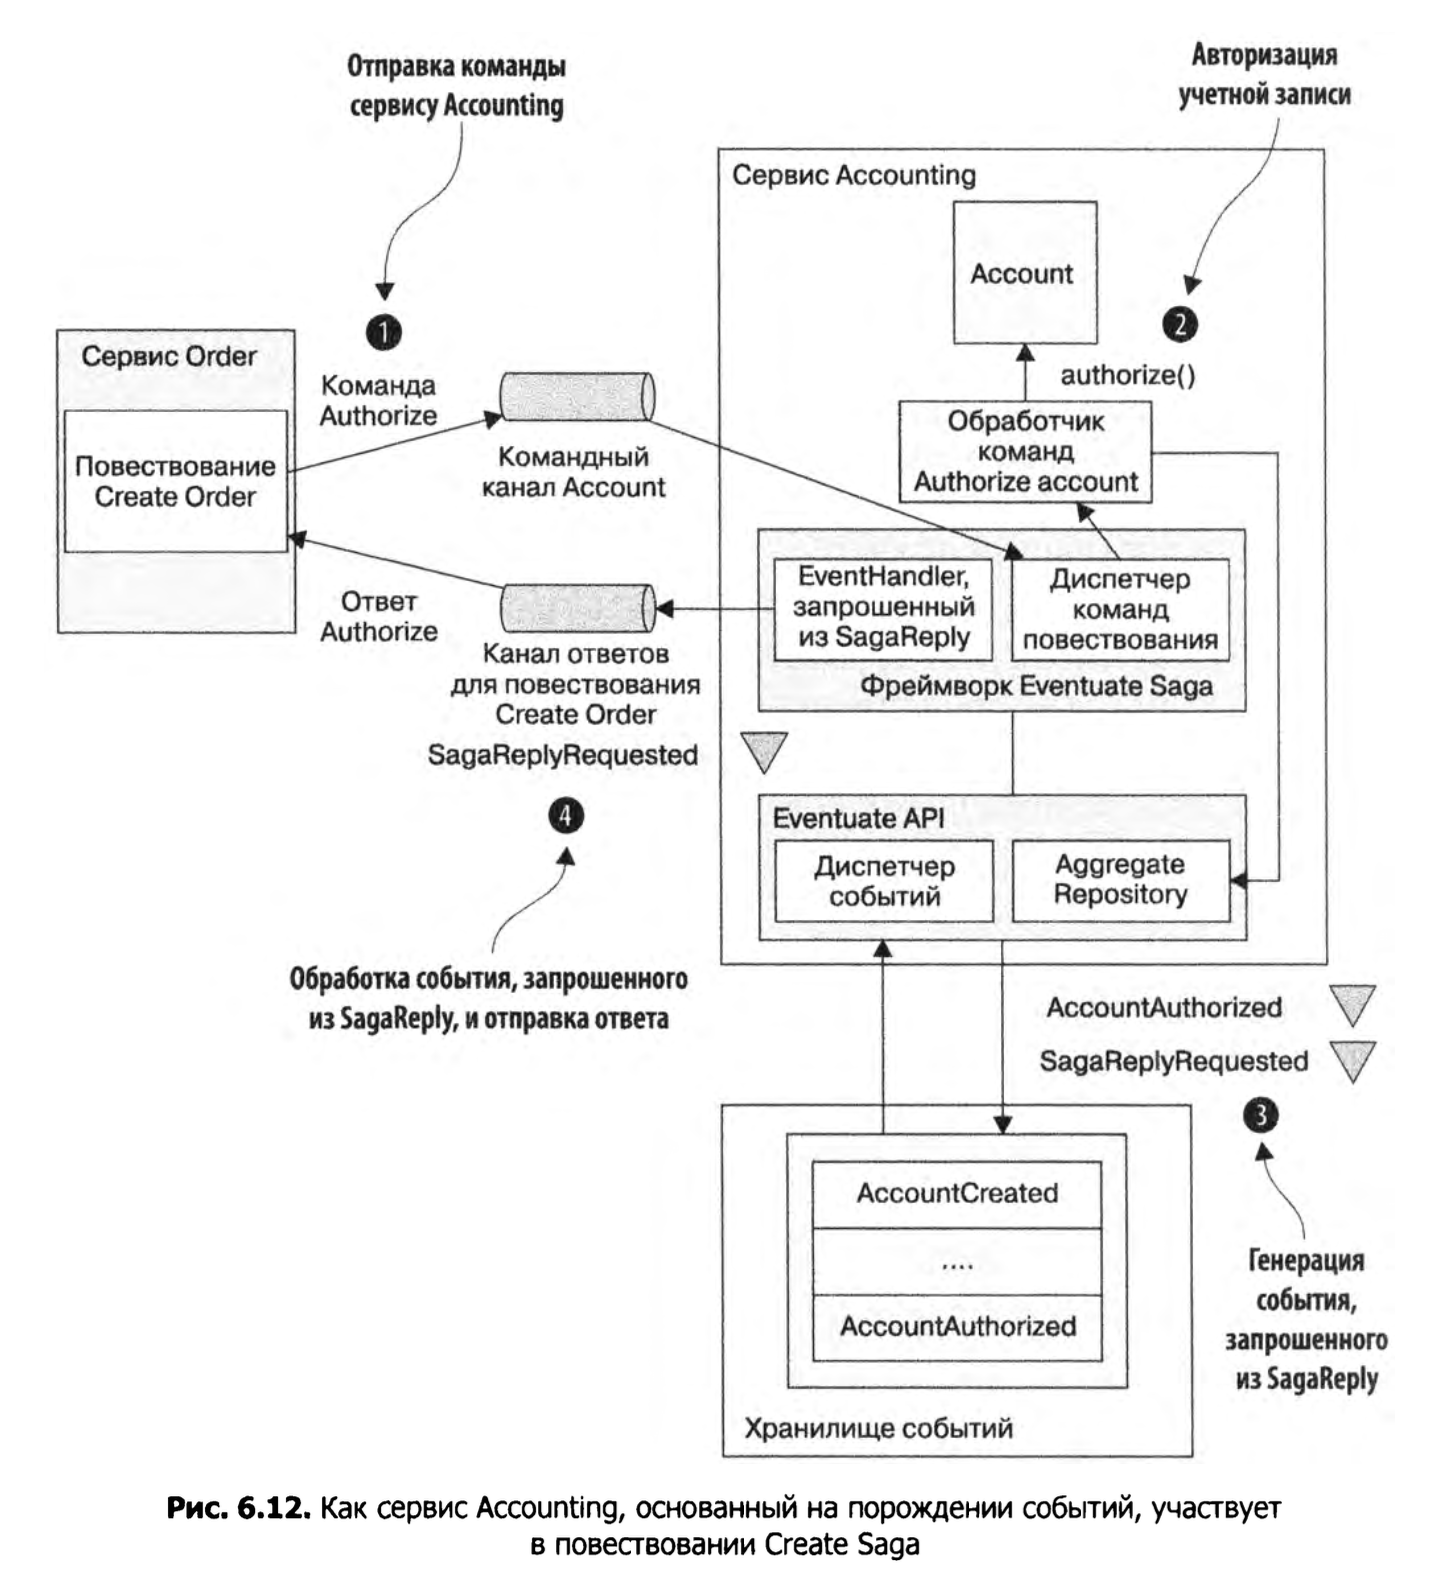 Отправка команды
сервису Accounting
Авторизация
учетной записи
Сервис Accounting
Account
1
2
Сервис Order
Команда
Authorize
authorize()
Обработчик
команд
Authorize account
Повествование
Create Order
Командный
канал Account
EventHandler,
запрошенный
из SagaReply
Диспетчер
команд
повествования
Ответ
Authorize
Канал ответов
для повествования
Create Order
Фреймворк Eventuate Saga
SagaReplyRequested
4
Eventuate API
Диспетчер
событий
Aggregate
Repository
Обработка события, запрошенного
из SagaReply, и отправка ответа
AccountAuthorized
SagaReplyRequested
3
AccountCreated
....
AccountAuthorized
Генерация
события,
запрошенного
из SagaReply
Хранилище событий
Рис. 6.12. Как сервис Accounting, основанный на порождении событий, участвует
в повествовании Create Saga